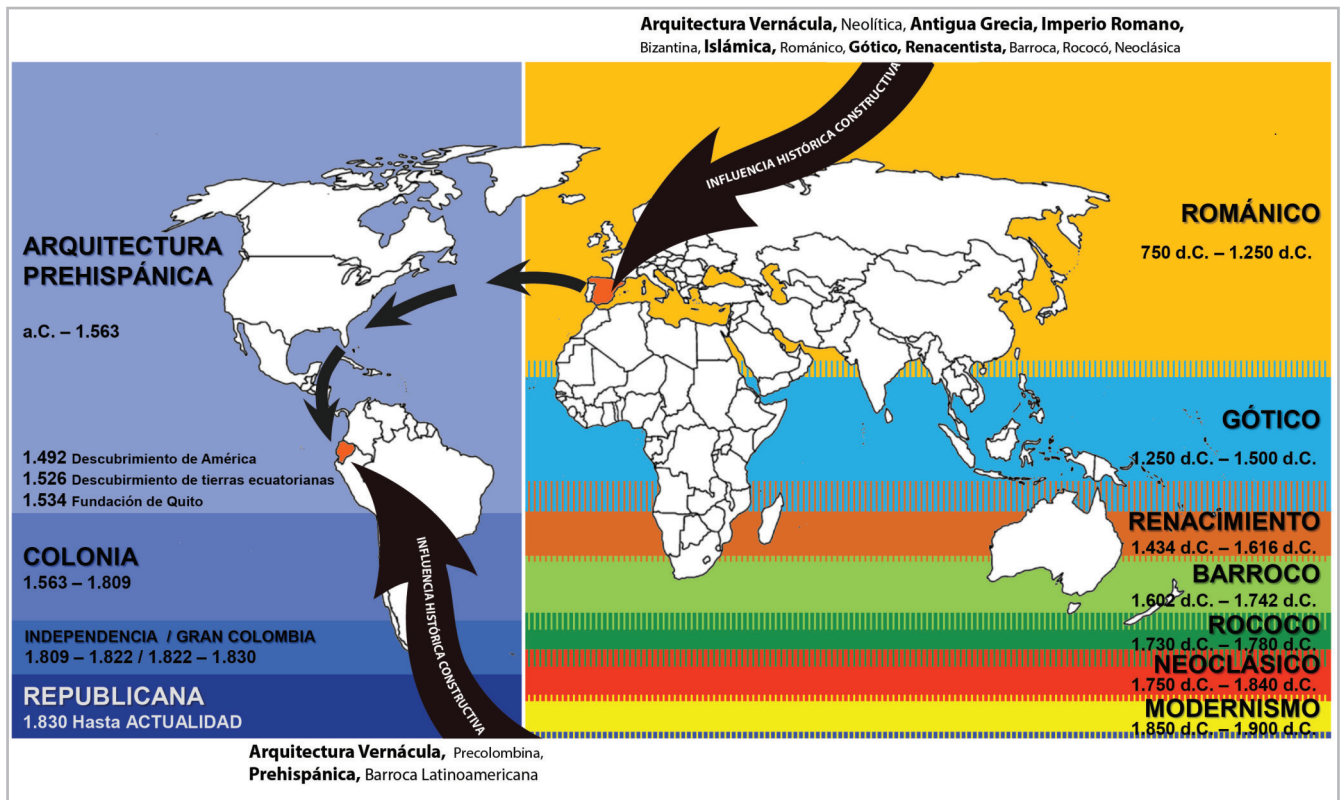 Arquitectura Vernácula, Neolítica, Antigua Grecia, Imperio Romano,
Bizantina, Islámica, Románico, Gótico, Renacentista, Barroca, Rococó, Neoclásica
INFLUENCIA HISTÓRICA CONSTRUCTIVA
ARQUITECTURA
PREHISPÁNICA
a.C. – 1.563
1.492 Descubrimiento de América
1.526 Descubirmiento de tierras ecuatorianas
1.534 Fundación de Quito
COLONIA
1.563 – 1.809
INDEPENDENCIA / GRAN COLOMBIA
1.809 – 1.822 / 1.822 – 1.830
REPUBLICANA
1.830 Hasta ACTUALIDAD
INFLUENCIA HISTÓRICA CONSTRUCTIVA
ROMÁNICO
750 d.C. – 1.250 d.C.
GÓTICO
1.250 d.C. – 1.500 d.C.
RENACIMIENTO
1.434 d.C. – 1.616 d.C.
BARROCO
1.602 d.C. – 1.742 d.C.
ROCOCO
1.730 d.C. – 1.780 d.C.
NEOCLÁSICO
1.750 d.C. – 1.840 d.C.
MODERNISMO
1.850 d.C. – 1.900 d.C.
Arquitectura Vernácula, Precolombina,
Prehispánica, Barroca Latinoamericana